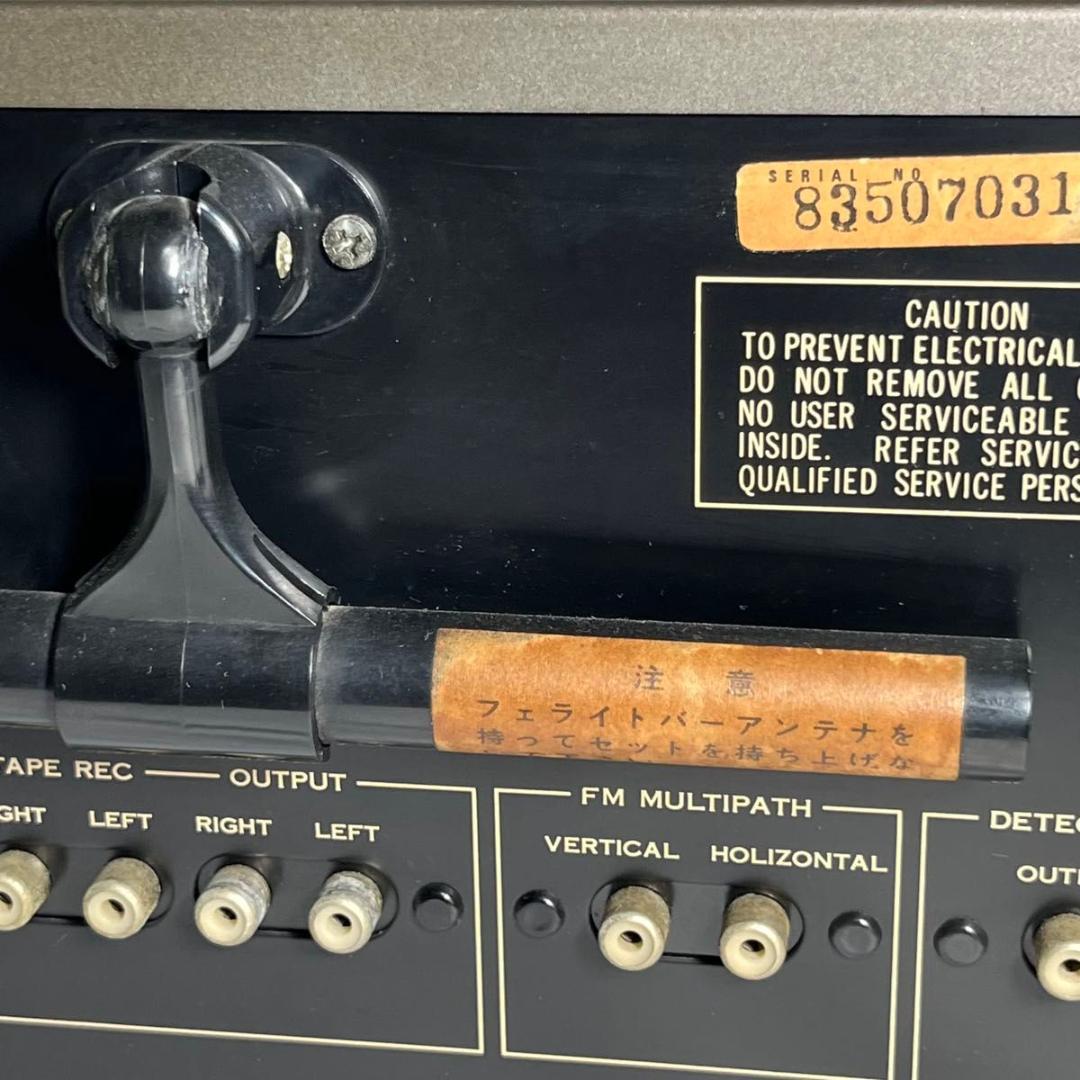 SERIAL NO
83507031
CAUTION
TO PREVENT ELECTRICAL
DO NOT REMOVE ALL
NO USER SERVICEABLE
INSIDE. REFER SERVIC
QUALIFIED SERVICE PERS
注意
フェライトバーアンテナを
持ってセットを持ち上げな
TAPE REC
OUTPUT
GHT
LEFT
RIGHT
LEFT
FM MULTIPATH
VERTICAL
HOLIZONTAL
DETEC
OUT